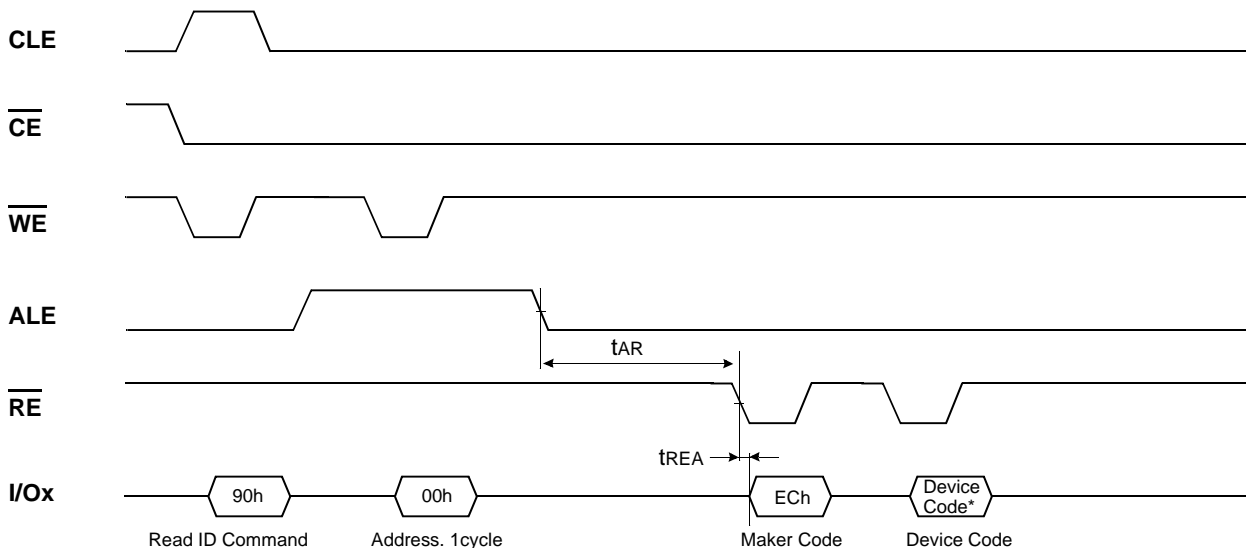 CLE
CE
WE
ALE
tAR
RE
tREA
I/Ox
90h
00h
ECh
Device
Code*
Read ID Command
Address. 1cycle
Maker Code
Device Code